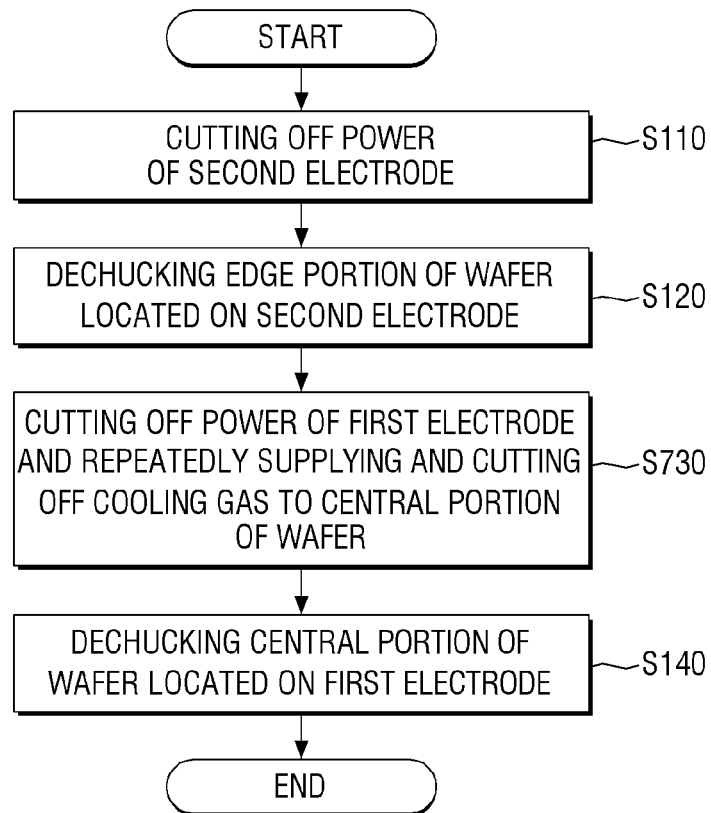 START
CUTTING OFF POWER
OF SECOND ELECTRODE
S110
DECHUCKING EDGE PORTION OF WAFER
LOCATED ON SECOND ELECTRODE
S120
CUTTING OFF POWER OF FIRST ELECTRODE
AND REPEATEDLY SUPPLYING AND CUTTING
OFF COOLING GAS TO CENTRAL PORTION
OF WAFER
S730
DECHUCKING CENTRAL PORTION OF
WAFER LOCATED ON FIRST ELECTRODE
S140
END